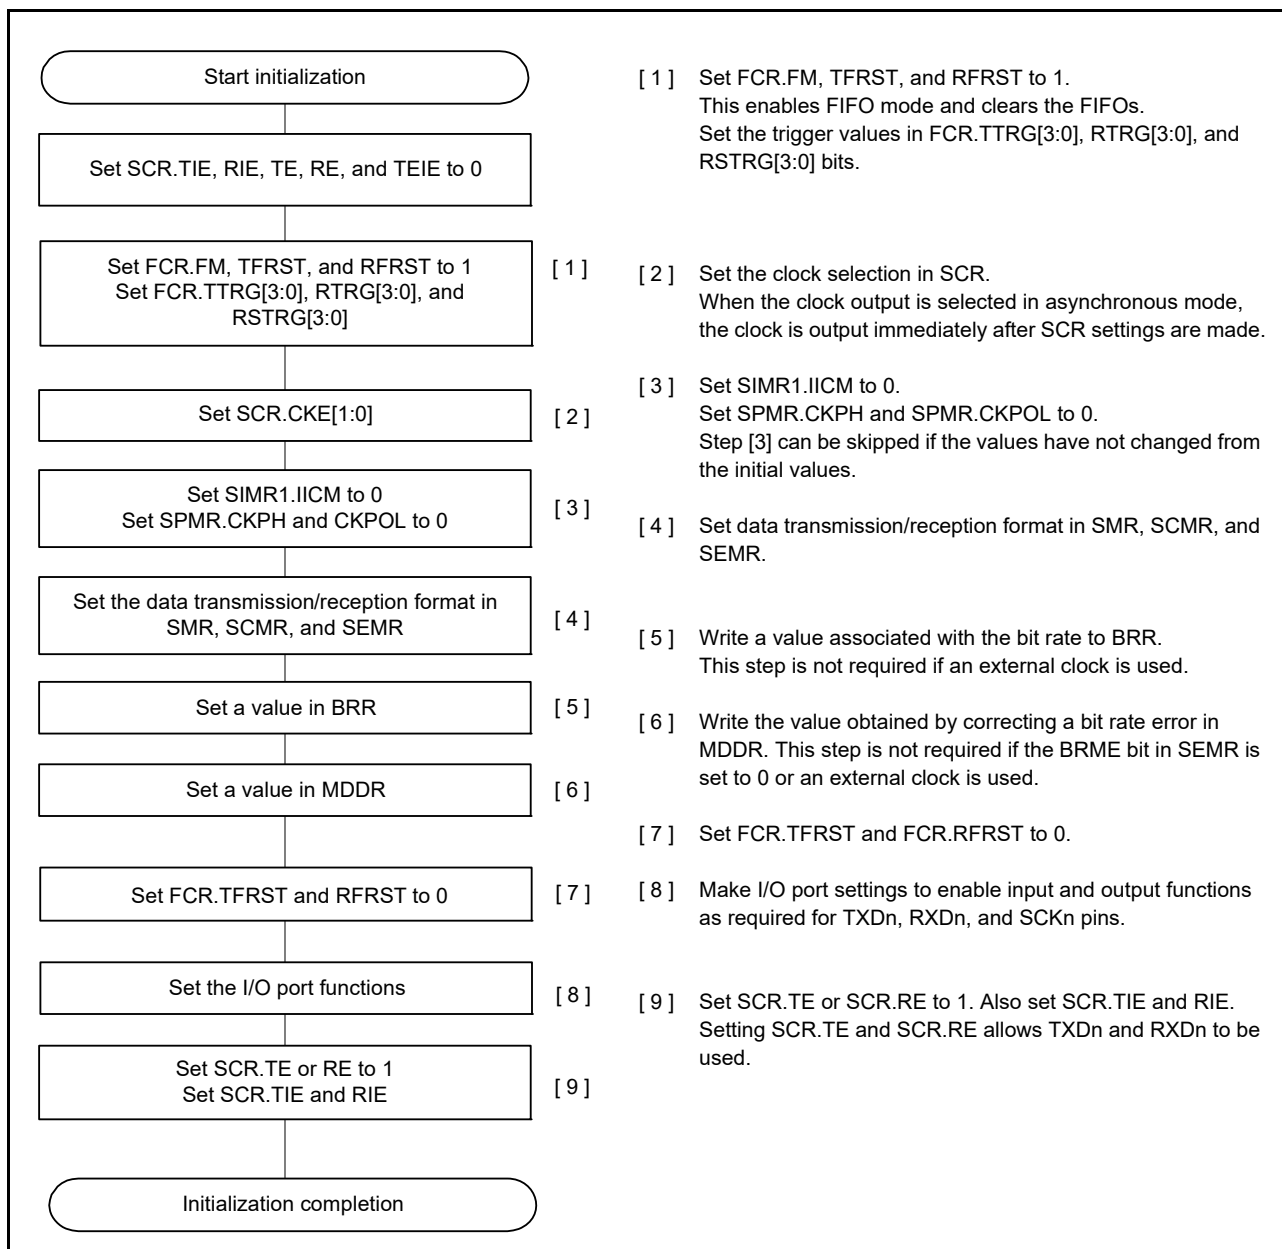 Start initialization
Set SCR.TIE, RIE, TE, RE, and TEIE to 0
Set FCR.FM, TFRST, and RFRST to 1
Set FCR.TTRG[3:0], RTRG[3:0], and
RSTRG[3:0]
[ 1 ]
Set SCR.CKE[1:0]
[ 2 ]
Set SIMR1.IICM to 0
Set SPMR.CKPH and CKPOL to 0
[ 3 ]
Set the data transmission/reception format in
SMR, SCMR, and SEMR
[ 4 ]
Set a value in BRR
[ 5 ]
Set a value in MDDR
[ 6 ]
Set FCR.TFRST and RFRST to 0
[ 7 ]
Set the I/O port functions
[ 8 ]
Set SCR.TE or RE to 1
Set SCR.TIE and RIE
[ 9 ]
Initialization completion
[ 1 ] Set FCR.FM, TFRST, and RFRST to 1.
This enables FIFO mode and clears the FIFOs.
Set the trigger values in FCR.TTRG[3:0], RTRG[3:0], and
RSTRG[3:0] bits.
[ 2 ] Set the clock selection in SCR.
When the clock output is selected in asynchronous mode,
the clock is output immediately after SCR settings are made.
[ 3 ] Set SIMR1.IICM to 0.
Set SPMR.CKPH and SPMR.CKPOL to 0.
Step [3] can be skipped if the values have not changed from
the initial values.
[ 4 ] Set data transmission/reception format in SMR, SCMR, and
SEMR.
[ 5 ] Write a value associated with the bit rate to BRR.
This step is not required if an external clock is used.
[ 6 ] Write the value obtained by correcting a bit rate error in
MDDR. This step is not required if the BRME bit in SEMR is
set to 0 or an external clock is used.
[ 7 ] Set FCR.TFRST and FCR.RFRST to 0.
[ 8 ] Make I/O port settings to enable input and output functions
as required for TXDn, RXDn, and SCKn pins.
[ 9 ] Set SCR.TE or SCR.RE to 1. Also set SCR.TIE and RIE.
Setting SCR.TE and SCR.RE allows TXDn and RXDn to be
used.